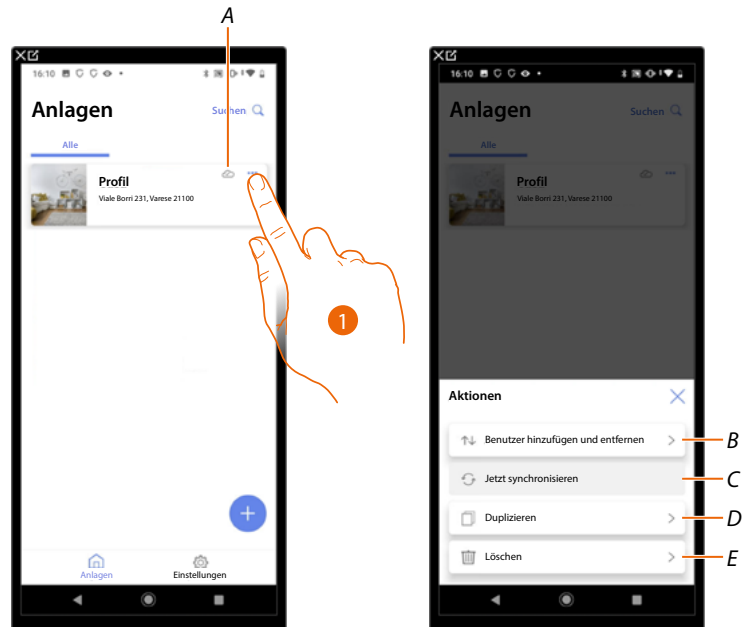 A
16:10
Anlagen
Suchen
Alle
Profil
Viale Borri 231, Varese 21100
1
Anlagen
Einstellungen
16:10
Anlagen
Suchen
Alle
Profil
Viale Borri 231, Varese 21100
Aktionen
Benutzer hinzufügen und entfernen
B
Jetzt synchronisieren
C
Duplizieren
D
Löschen
E